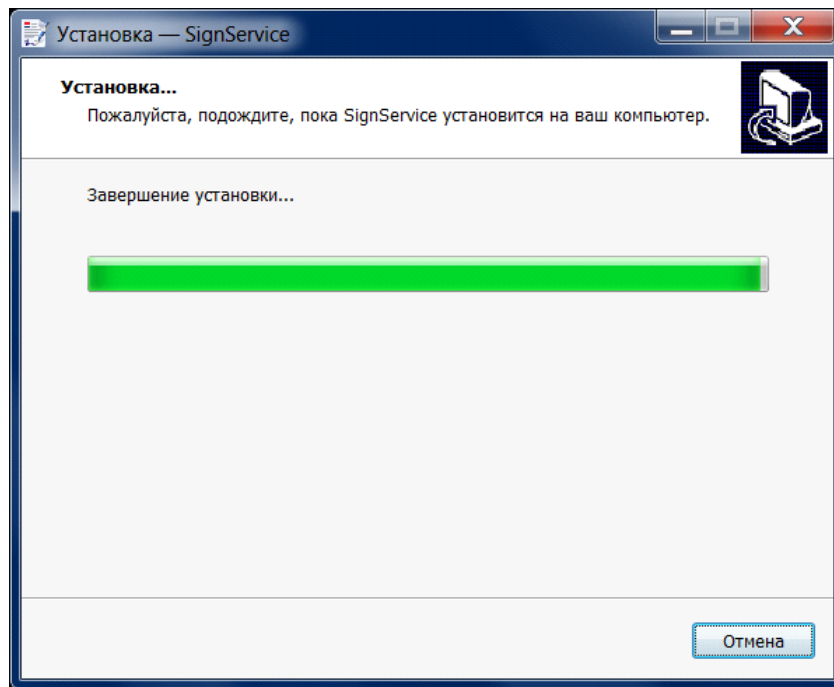 Установка — SignService
Установка...
Пожалуйста, подождите, пока SignService установится на ваш компьютер.
Завершение установки...
Отмена